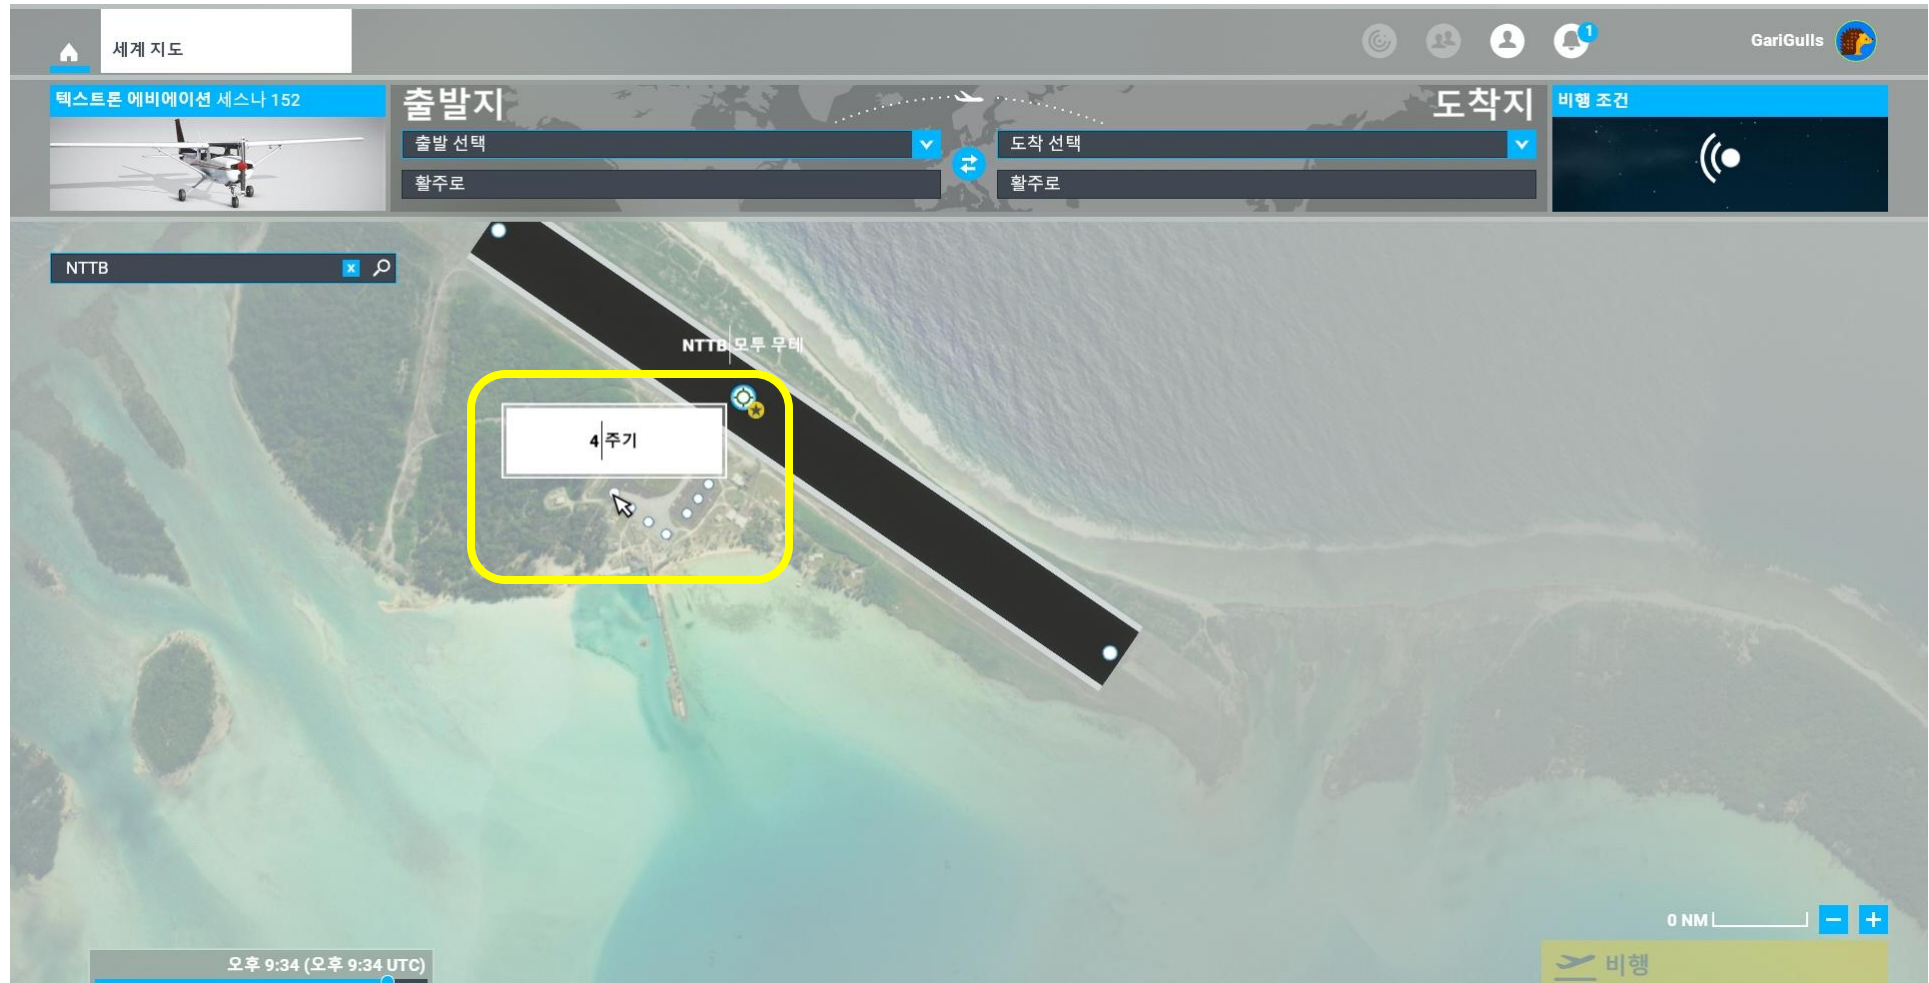 세계 지도
1
GariGulls
텍스트론 에비에이션 세스나 152
출발지
도착지
비행 조건
출발 선택
도착 선택
활주로
활주로
NTTB
x
NTTB 모투 무테
4 주기
0 NM
오후 9:34 (오후 9:34 UTC)
비행